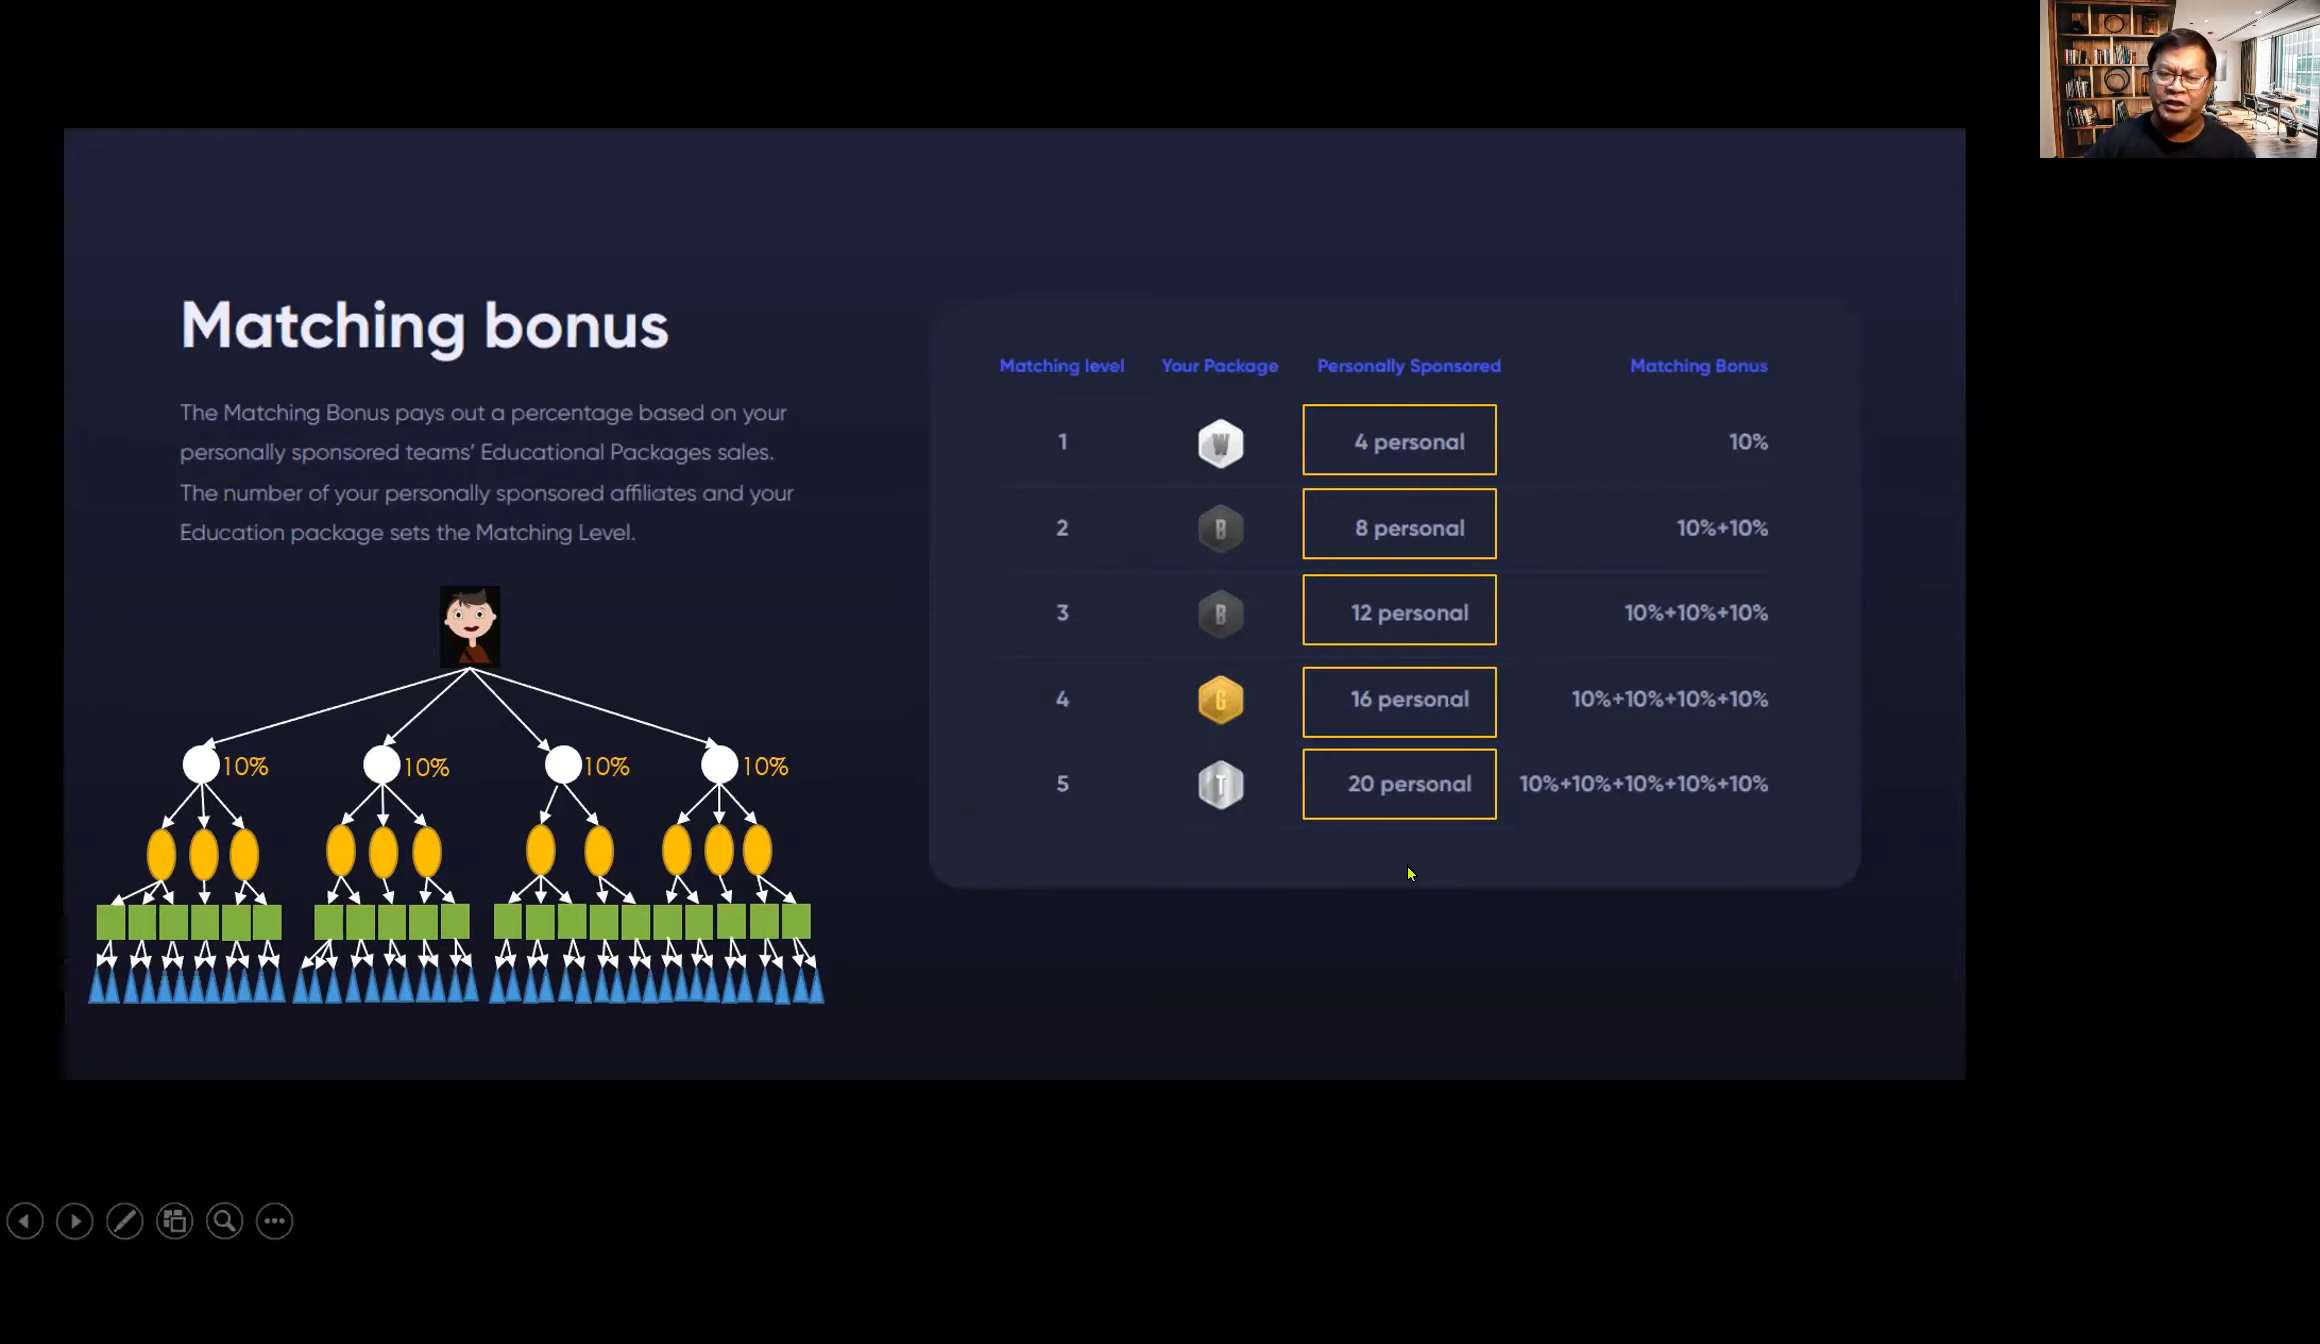 Matching bonus
The Matching Bonus pays out a percentage based on your
personally sponsored teams' Educational Packages sales.
The number of your personally sponsored affiliates and your
Education package sets the Matching Level.
10% 10% 10% 10%
Matching level Your Package Personally Sponsored Matching Bonus
1 W 4 personal 10%
2 B 8 personal 10%+10%
3 B 12 personal 10%+10%+10%
4 G 16 personal 10%+10%+10%+10%
5 T 20 personal 10%+10%+10%+10%+10%